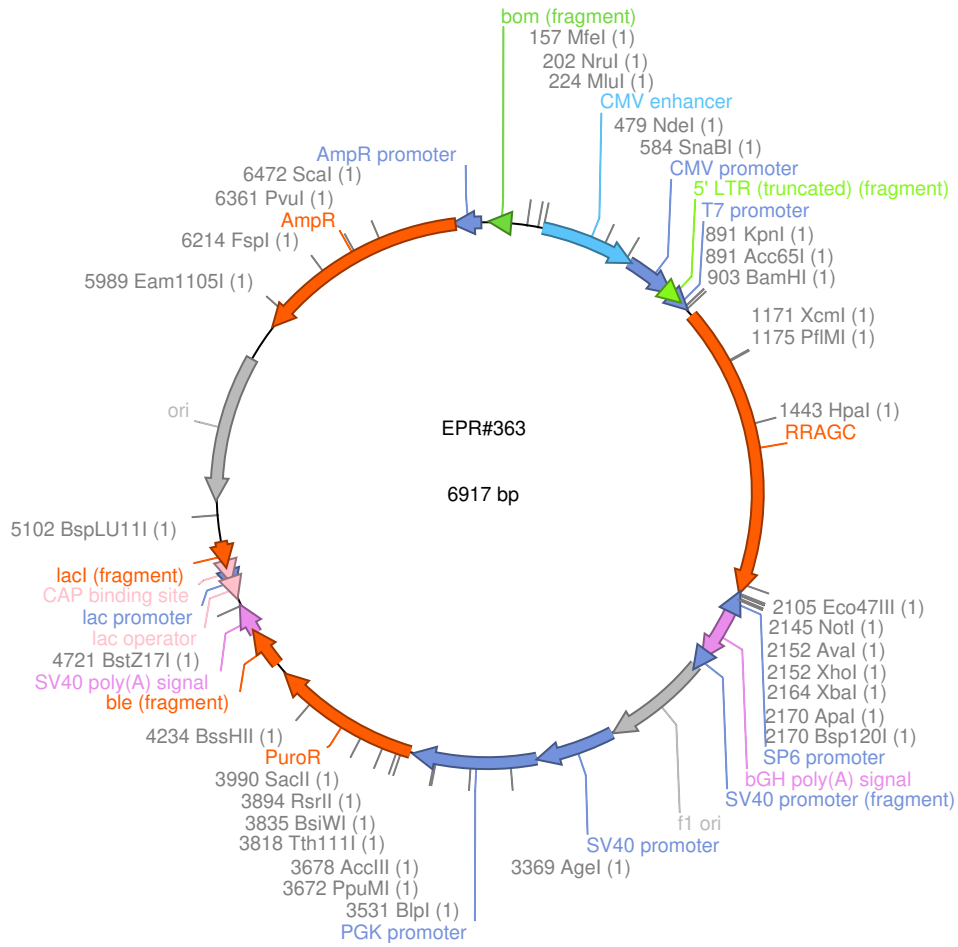 bom (fragment)
157 MfeI (1)
202 NruI (1)
224 MluI (1)
CMV enhancer
479 NdeI (1)
584 SnaBI (1)
CMV promoter
5' LTR (truncated) (fragment)
T7 promoter
891 KpnI (1)
891 Acc65I (1)
903 BamHI (1)
1171 XcmI (1)
1175 PflMI (1)
1443 HpaI (1)
RRAGC
2105 Eco47III (1)
2145 NotI (1)
2152 AvaI (1)
2152 XhoI (1)
2164 XbaI (1)
2170 ApaI (1)
2170 Bsp120I (1)
SP6 promoter
bGH poly(A) signal
SV40 promoter (fragment)
f1 ori
SV40 promoter
3369 AgeI (1)
PGK promoter
3531 BlpI (1)
3672 PpuMI (1)
3678 AccIII (1)
3818 Tth111I (1)
3835 BsiWI (1)
3894 RsrII (1)
3990 SacII (1)
PuroR
4234 BssHII (1)
ble (fragment)
SV40 poly(A) signal
4721 BstZ17I (1)
lac operator
lac promoter
CAP binding site
lacI (fragment)
5102 BspLU11I (1)
ori
5989 Eam1105I (1)
6214 FspI (1)
AmpR
6361 PvuI (1)
6472 ScaI (1)
AmpR promoter
EPR#363
6917 bp